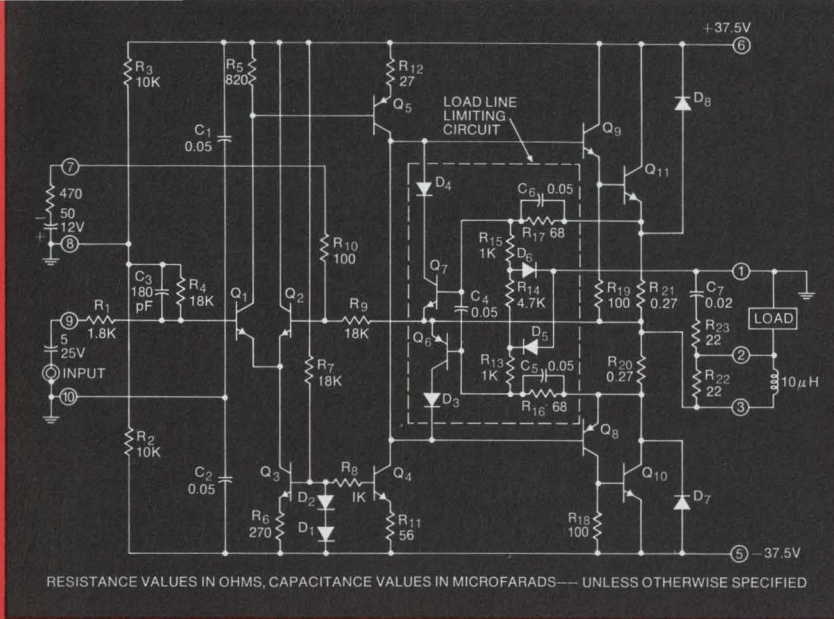 +37.5V
6
R3
10K
R5
820
R12
27
Q5
LOAD LINE
LIMITING
CIRCUIT
Q9
D8
C1
0.05
Q11
7
470
50
12V
8
D4
C6 0.05
R17 68
R15
1K
D6
R10
100
Q7
C3
180
pF
R4
18K
Q1
Q2
R9
18K
C4
0.05
R14
4.7K
R19
100
R21
0.27
C7
0.02
1
LOAD
9
R1
1.8K
5
25V
INPUT
Q6
D5
R20
0.27
R23
22
2
R7
18K
R13
1K
C5 0.05
R16 68
R22
22
10μH
3
10
D3
Q8
R2
10K
C2
0.05
Q3
R8
1K
Q4
D2
D1
Q10
D7
R6
270
R11
56
R18
100
5
-37.5V
RESISTANCE VALUES IN OHMS, CAPACITANCE VALUES IN MICROFARADS—— UNLESS OTHERWISE SPECIFIED